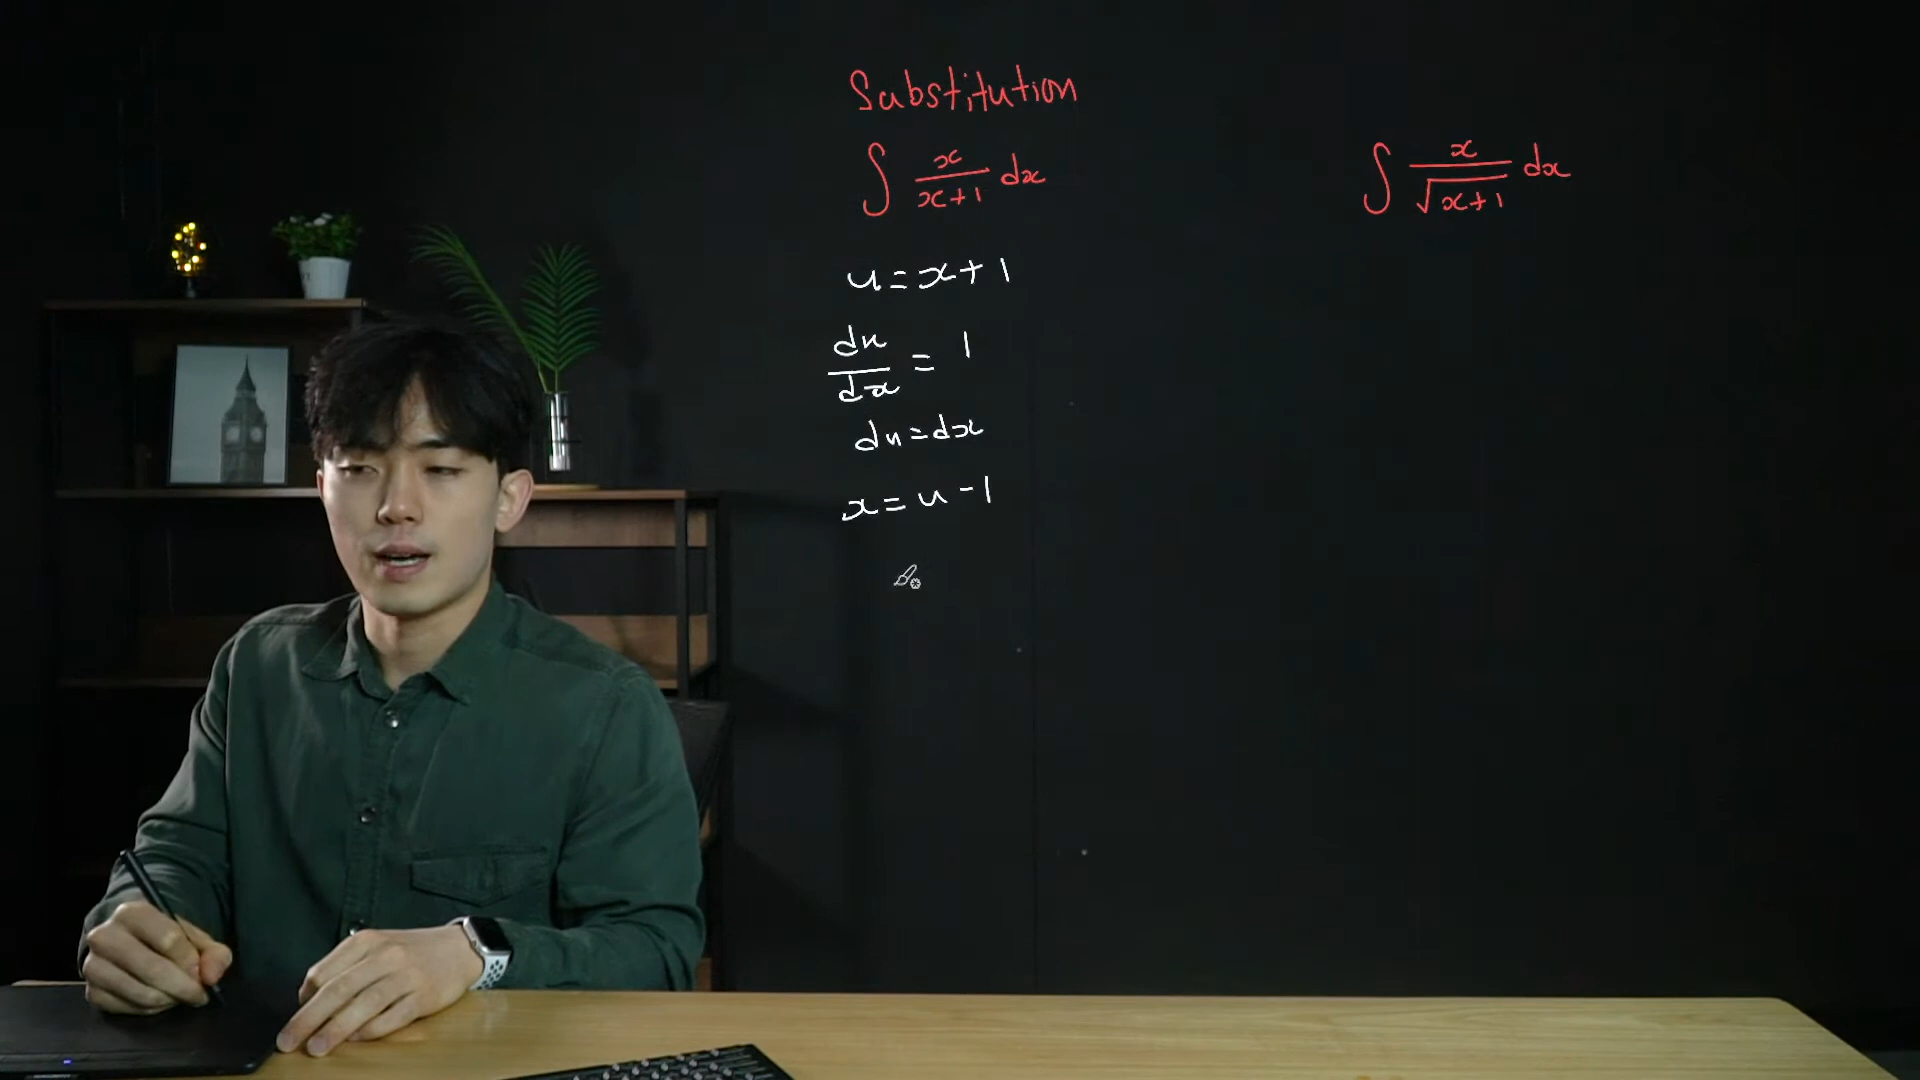 Substitution
∫ x/(x+1) dx
∫ x/√(x+1) dx
u = x + 1
du/dx = 1
du = dx
x = u - 1